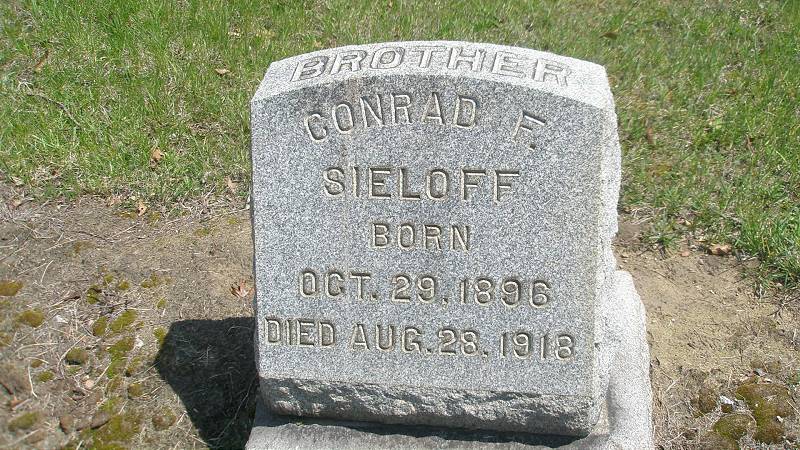 BROTHER
CONRAD F.
SIELOFF
BORN
OCT. 29. 1896
DIED AUG. 28. 1918